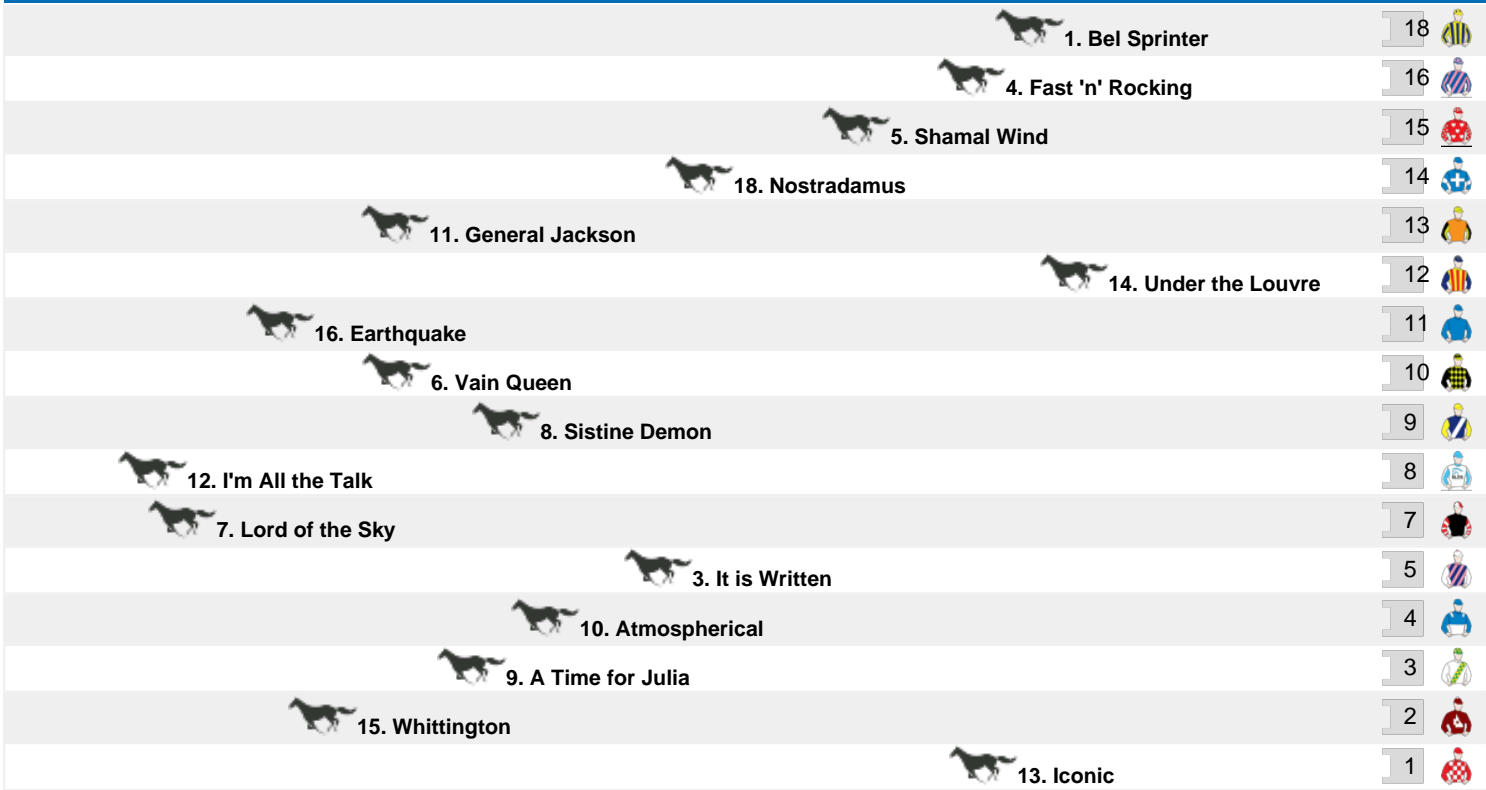 1. Bel Sprinter 18
4. Fast 'n' Rocking 16
5. Shamal Wind 15
18. Nostradamus 14
11. General Jackson 13
14. Under the Louvre 12
16. Earthquake 11
6. Vain Queen 10
8. Sistine Demon 9
12. I'm All the Talk 8
7. Lord of the Sky 7
3. It is Written 5
10. Atmospherical 4
9. A Time for Julia 3
15. Whittington 2
13. Iconic 1